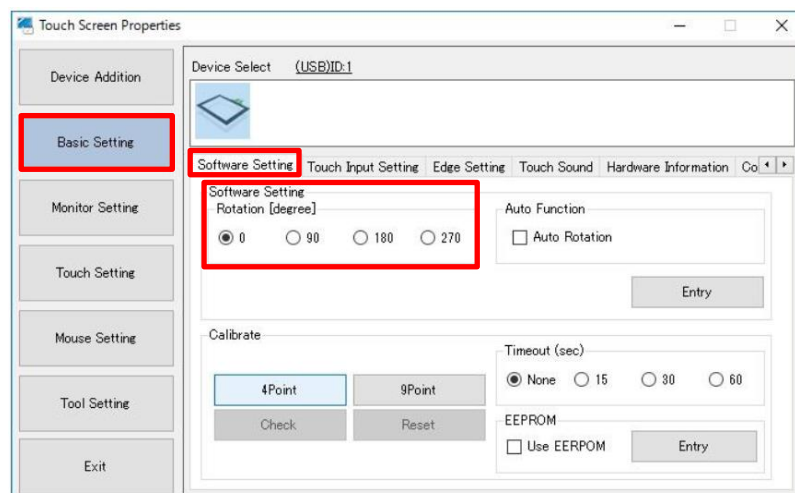 Touch Screen Properties
Device Addition
Basic Setting
Monitor Setting
Touch Setting
Mouse Setting
Tool Setting
Exit
Device Select (USB)ID:1
Software Setting Touch Input Setting Edge Setting Touch Sound Hardware Information Co
Software Setting
Rotation [degree]
0 90 180 270
Auto Function
Auto Rotation
Entry
Calibrate
4Point 9Point
Check Reset
Timeout (sec)
None 15 30 60
EEPROM
Use EERPOM Entry